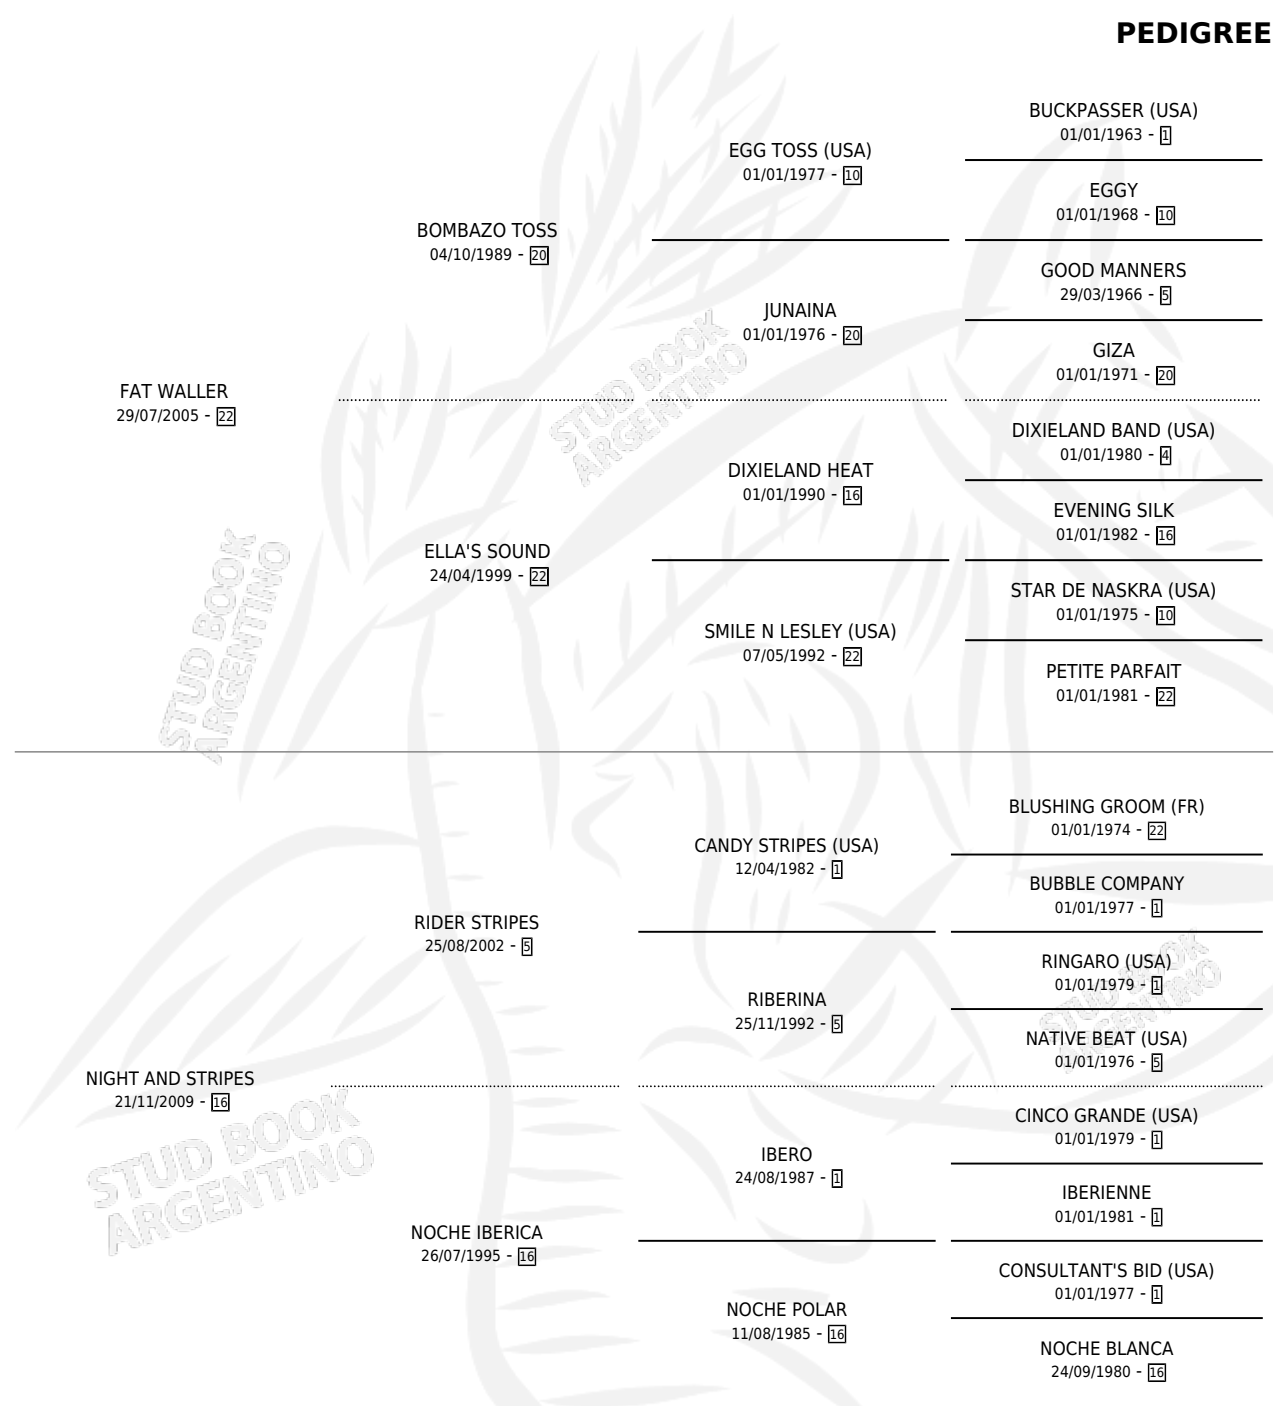 PEDIGREE
BUCKPASSER (USA)
01/01/1963 - 1
EGG TOSS (USA)
01/01/1977 - 10
EGGY
01/01/1968 - 10
BOMBAZO TOSS
04/10/1989 - 20
GOOD MANNERS
29/03/1966 - 5
JUNAINA
01/01/1976 - 20
GIZA
01/01/1971 - 20
FAT WALLER
29/07/2005 - 22
DIXIELAND BAND (USA)
01/01/1980 - 4
DIXIELAND HEAT
01/01/1990 - 16
EVENING SILK
01/01/1982 - 16
ELLA'S SOUND
24/04/1999 - 22
STAR DE NASKRA (USA)
01/01/1975 - 10
SMILE N LESLEY (USA)
07/05/1992 - 22
PETITE PARFAIT
01/01/1981 - 22
BLUSHING GROOM (FR)
01/01/1974 - 22
CANDY STRIPES (USA)
12/04/1982 - 1
BUBBLE COMPANY
01/01/1977 - 1
RIDER STRIPES
25/08/2002 - 5
RINGARO (USA)
01/01/1979 - 1
RIBERINA
25/11/1992 - 5
NATIVE BEAT (USA)
01/01/1976 - 5
NIGHT AND STRIPES
21/11/2009 - 16
CINCO GRANDE (USA)
01/01/1979 - 1
IBERO
24/08/1987 - 1
IBERIENNE
01/01/1981 - 1
NOCHE IBERICA
26/07/1995 - 16
CONSULTANT'S BID (USA)
01/01/1977 - 1
NOCHE POLAR
11/08/1985 - 16
NOCHE BLANCA
24/09/1980 - 16
STUD BOOK
ARGENTINO
STUD BOOK
ARGENTINO
STUD BOOK
ARGENTINO
STUD BOOK
ARGENTINO